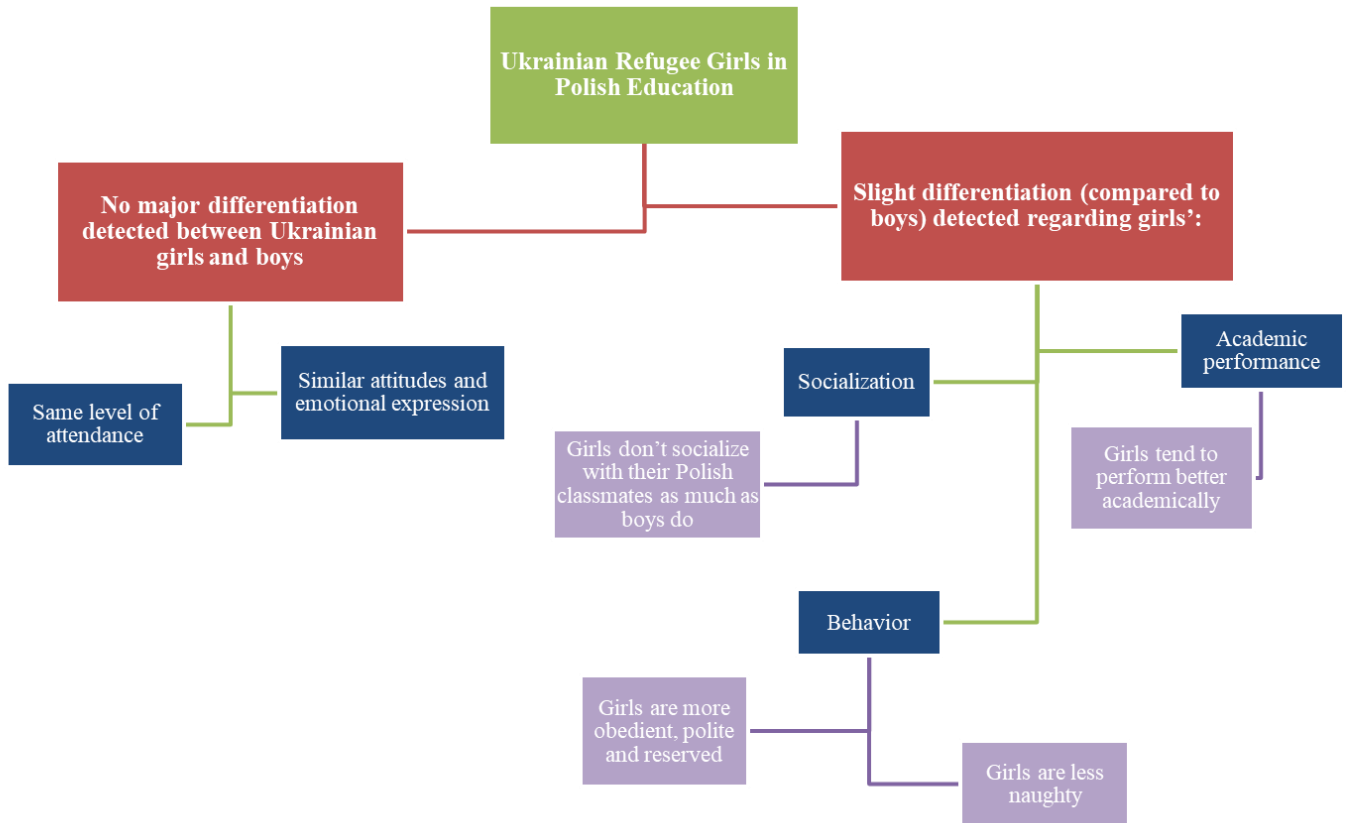 Ukrainian Refugee Girls in
Polish Education
No major differentiation
detected between Ukrainian
girls and boys
Slight differentiation (compared to
boys) detected regarding girls’:
Same level of
attendance
Similar attitudes and
emotional expression
Socialization
Academic
performance
Girls don’t socialize
with their Polish
classmates as much as
boys do
Girls tend to
perform better
academically
Behavior
Girls are more
obedient, polite
and reserved
Girls are less
naughty